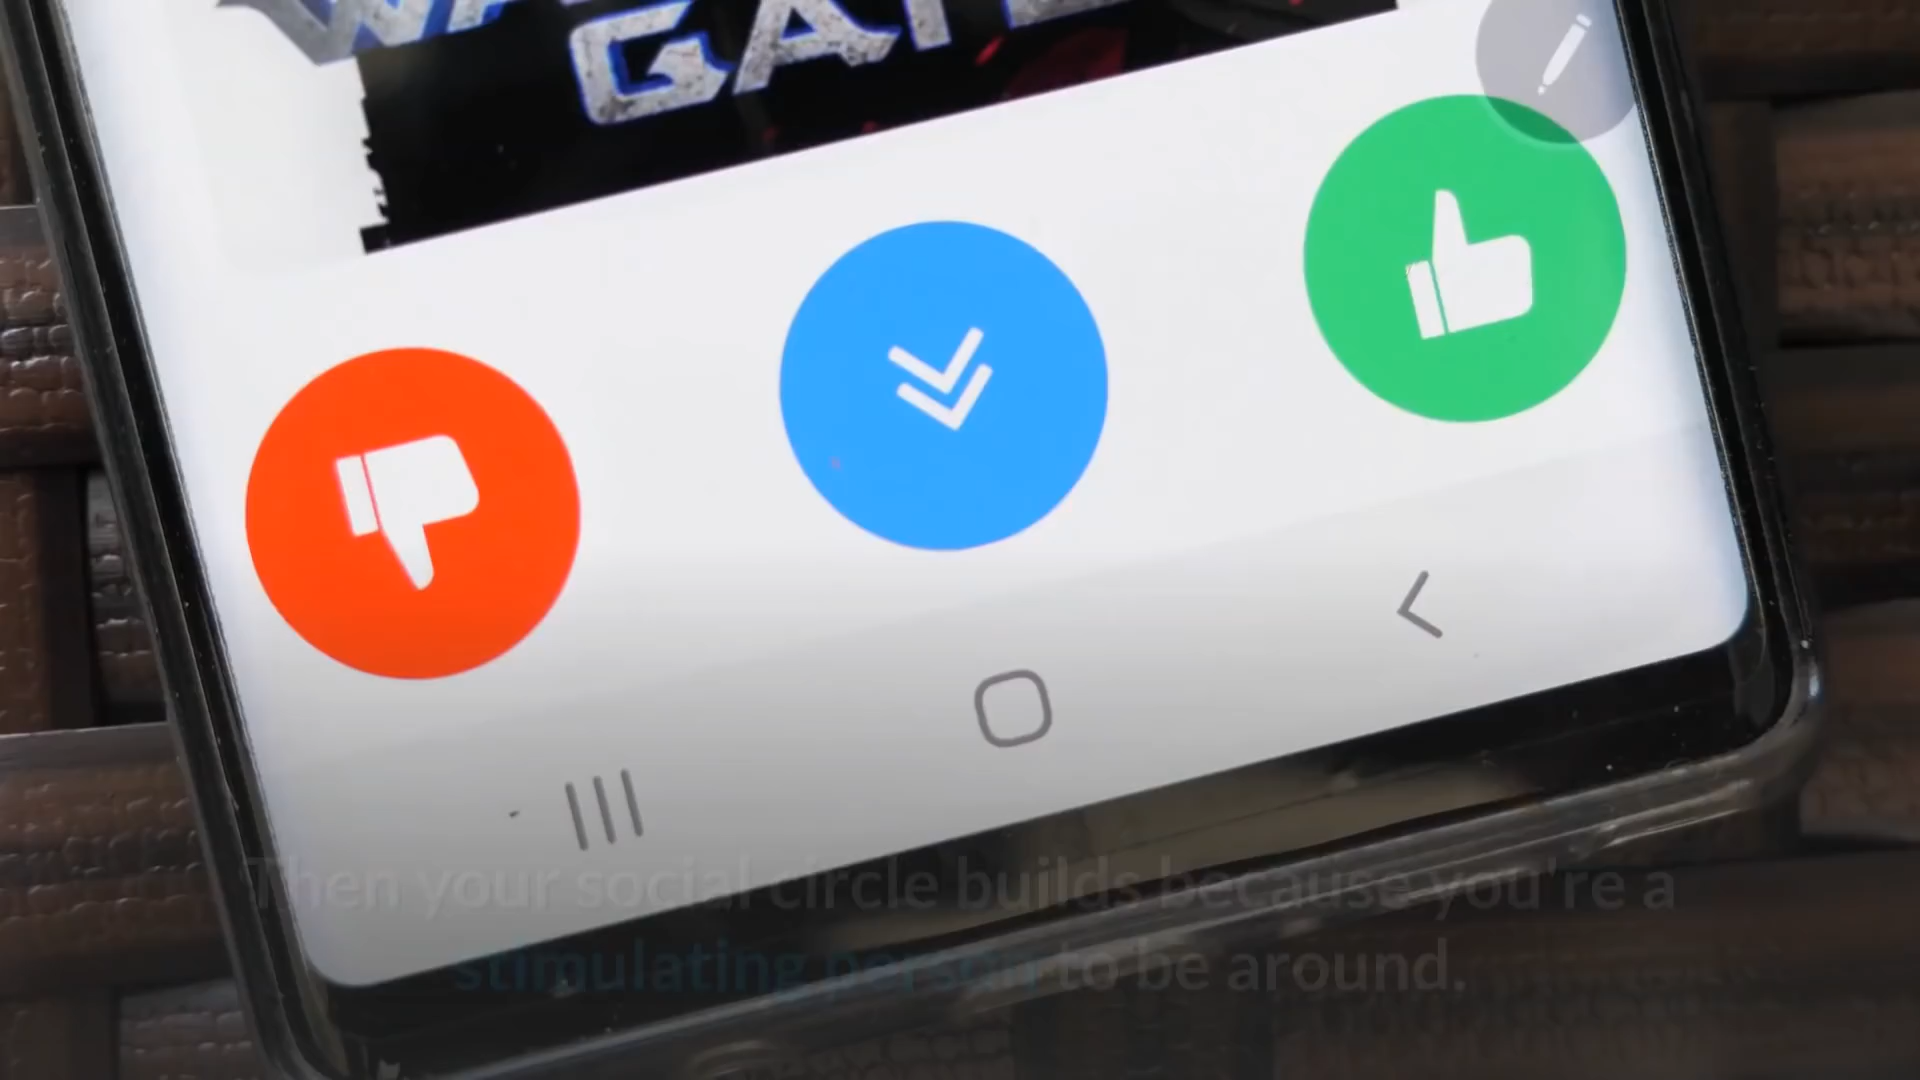 GATE
Then your social circle builds because you're a
stimulating person to be around.